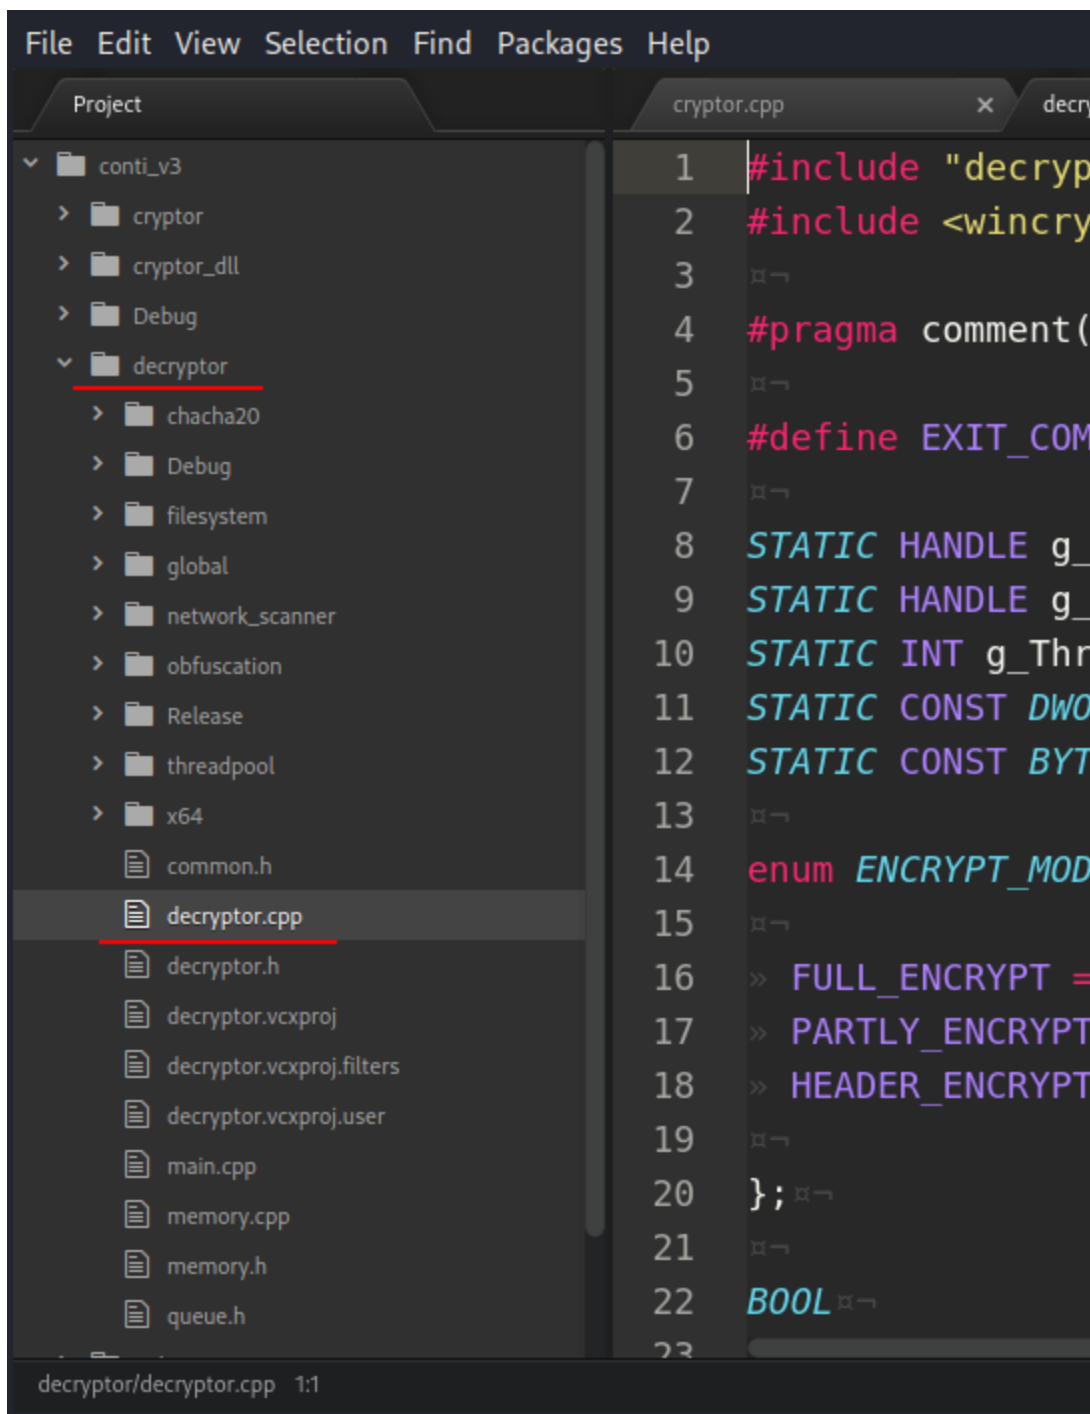 File Edit View Selection Find Packages Help
Project
conti_v3
cryptor
cryptor_dll
Debug
decryptor
chacha20
Debug
filesystem
global
network_scanner
obfuscation
Release
threadpool
x64
common.h
decryptor.cpp
decryptor.h
decryptor.vcxproj
decryptor.vcxproj.filters
decryptor.vcxproj.user
main.cpp
memory.cpp
memory.h
queue.h
cryptor.cpp × decry
1 #include "decryp
2 #include <wincry
3 ¤¬
4 #pragma comment(
5 ¤¬
6 #define EXIT_COM
7 ¤¬
8 STATIC HANDLE g_
9 STATIC HANDLE g_
10 STATIC INT g_Thr
11 STATIC CONST DWO
12 STATIC CONST BYT
13 ¤¬
14 enum ENCRYPT_MOD
15 ¤¬
16 » FULL_ENCRYPT =
17 » PARTLY_ENCRYPT
18 » HEADER_ENCRYPT
19 ¤¬
20 };¤¬
21 ¤¬
22 BOOL¤¬
23
decryptor/decryptor.cpp 1:1